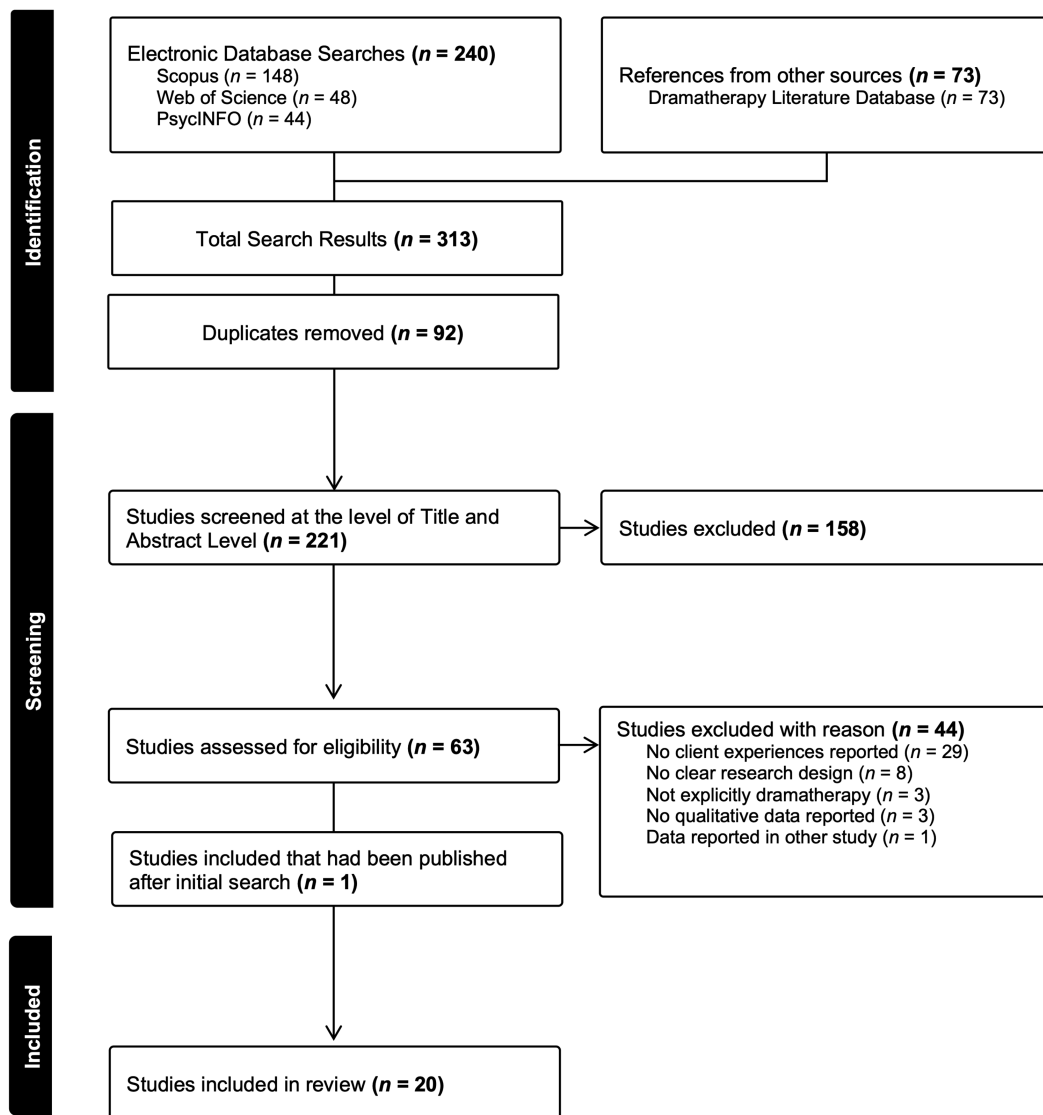 Identification
Electronic Database Searches (n = 240)
Scopus (n = 148)
Web of Science (n = 48)
PsycINFO (n = 44)
References from other sources (n = 73)
Dramatherapy Literature Database (n = 73)
Total Search Results (n = 313)
Duplicates removed (n = 92)
Screening
Studies screened at the level of Title and
Abstract Level (n = 221)
Studies excluded (n = 158)
Studies assessed for eligibility (n = 63)
Studies excluded with reason (n = 44)
No client experiences reported (n = 29)
No clear research design (n = 8)
Not explicitly dramatherapy (n = 3)
No qualitative data reported (n = 3)
Data reported in other study (n = 1)
Studies included that had been published
after initial search (n = 1)
Included
Studies included in review (n = 20)